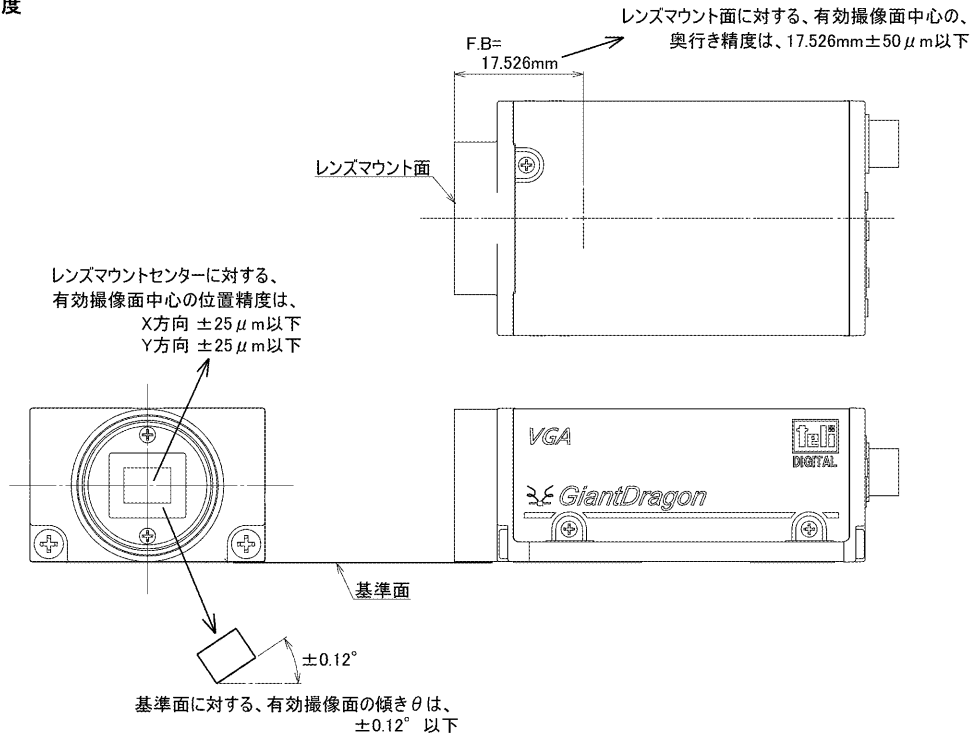 度
レンズマウント面に対する、有効撮像面中心の、
奥行き精度は、17.526mm±50μm以下
F.B=
17.526mm
レンズマウント面
レンズマウントセンターに対する、
有効撮像面中心の位置精度は、
X方向 ±25μm以下
Y方向 ±25μm以下
VGA
teli
DIGITAL
GiantDragon
基準面
±0.12°
基準面に対する、有効撮像面の傾きθは、
±0.12° 以下